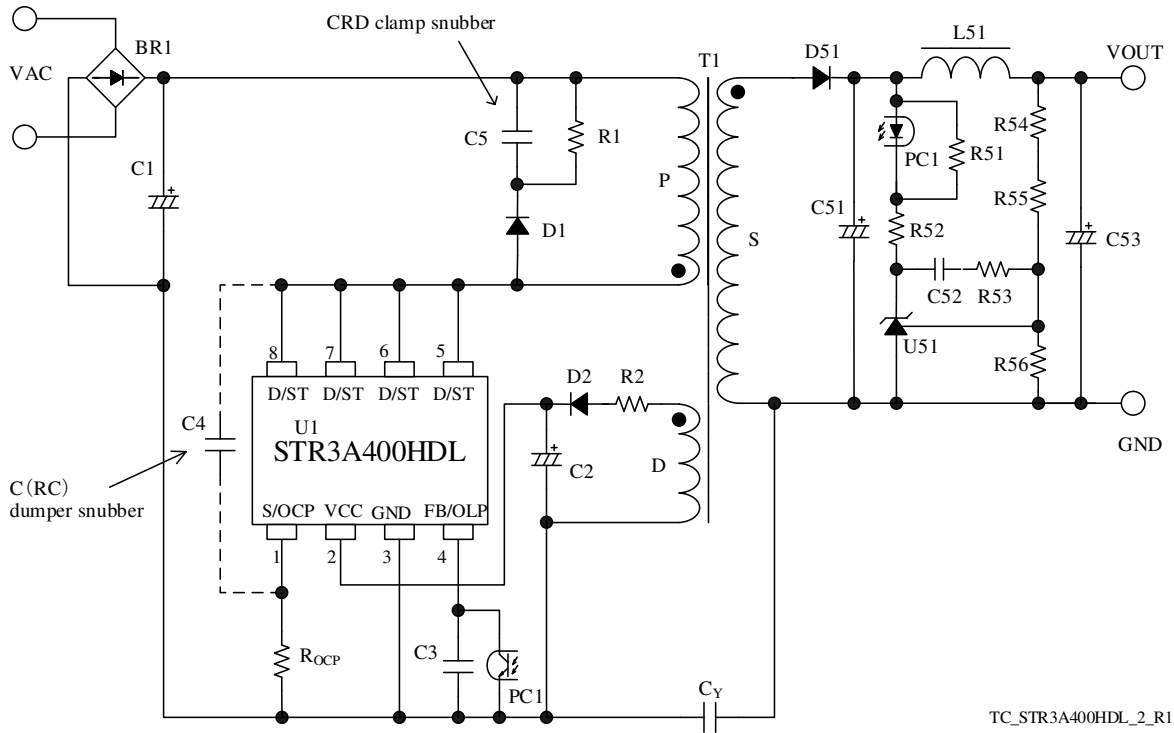 CRD clamp snubber
BR1
VAC
C1
C5
R1
D1
P
T1
S
D51
L51
VOUT
PC1
R51
R54
R55
C51
R52
C53
C52
R53
U51
R56
GND
8
7
6
5
D/ST
D/ST
D/ST
D/ST
U1
STR3A400HDL
S/OCP
VCC
GND
FB/OLP
1
2
3
4
C4
C(RC)
dumper snubber
D2
R2
C2
D
ROCP
C3
PC1
CY
TC_STR3A400HDL_2_R1